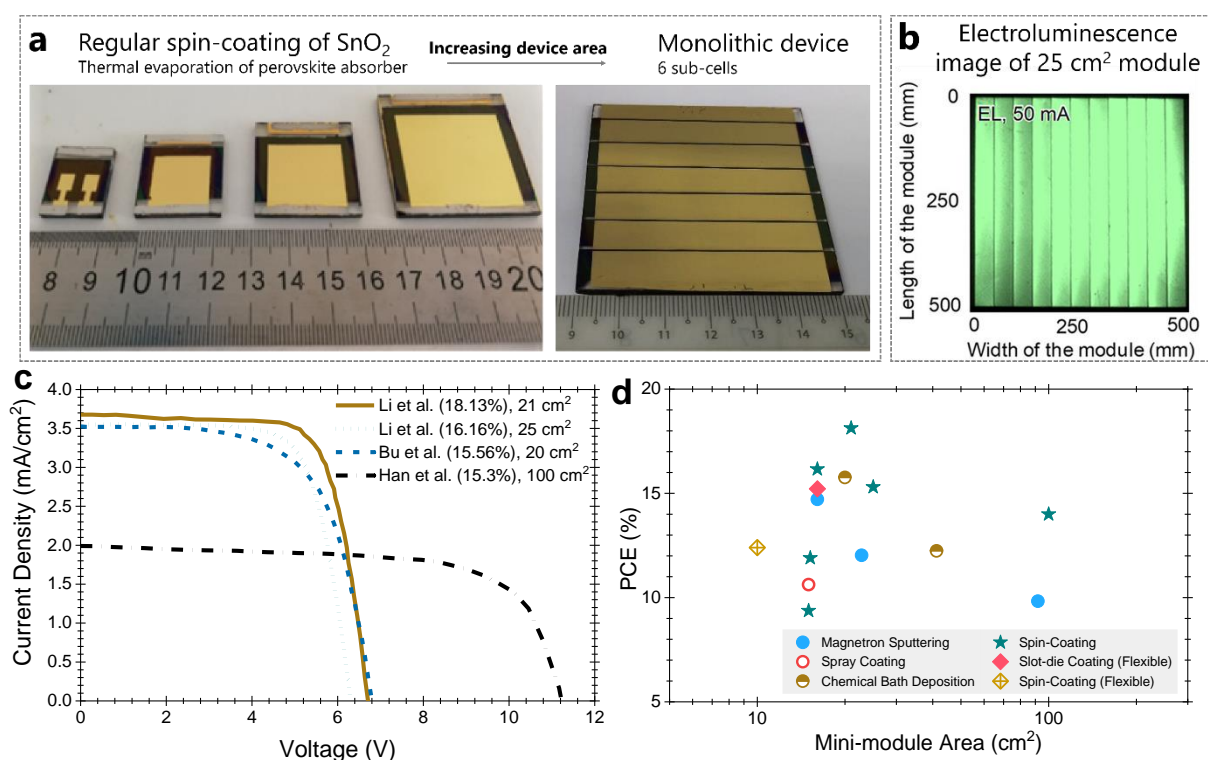 a
Regular spin-coating of SnO2
Thermal evaporation of perovskite absorber
Increasing device area
Monolithic device
6 sub-cells
8 9 10 11 12 13 14 15 16 17 18 19 20
9 10 11 12 13 14 15
b
Electroluminescence
image of 25 cm² module
EL, 50 mA
0
250
500
Length of the module (mm)
0 250 500
Width of the module (mm)
c
4.0
3.5
3.0
2.5
2.0
1.5
1.0
0.5
0.0
Current Density (mA/cm²)
Li et al. (18.13%), 21 cm²
Li et al. (16.16%), 25 cm²
Bu et al. (15.56%), 20 cm²
Han et al. (15.3%), 100 cm²
0 2 4 6 8 10 12
Voltage (V)
d
20
15
10
5
PCE (%)
Magnetron Sputtering
Spray Coating
Chemical Bath Deposition
Spin-Coating
Slot-die Coating (Flexible)
Spin-Coating (Flexible)
10 100
Mini-module Area (cm²)